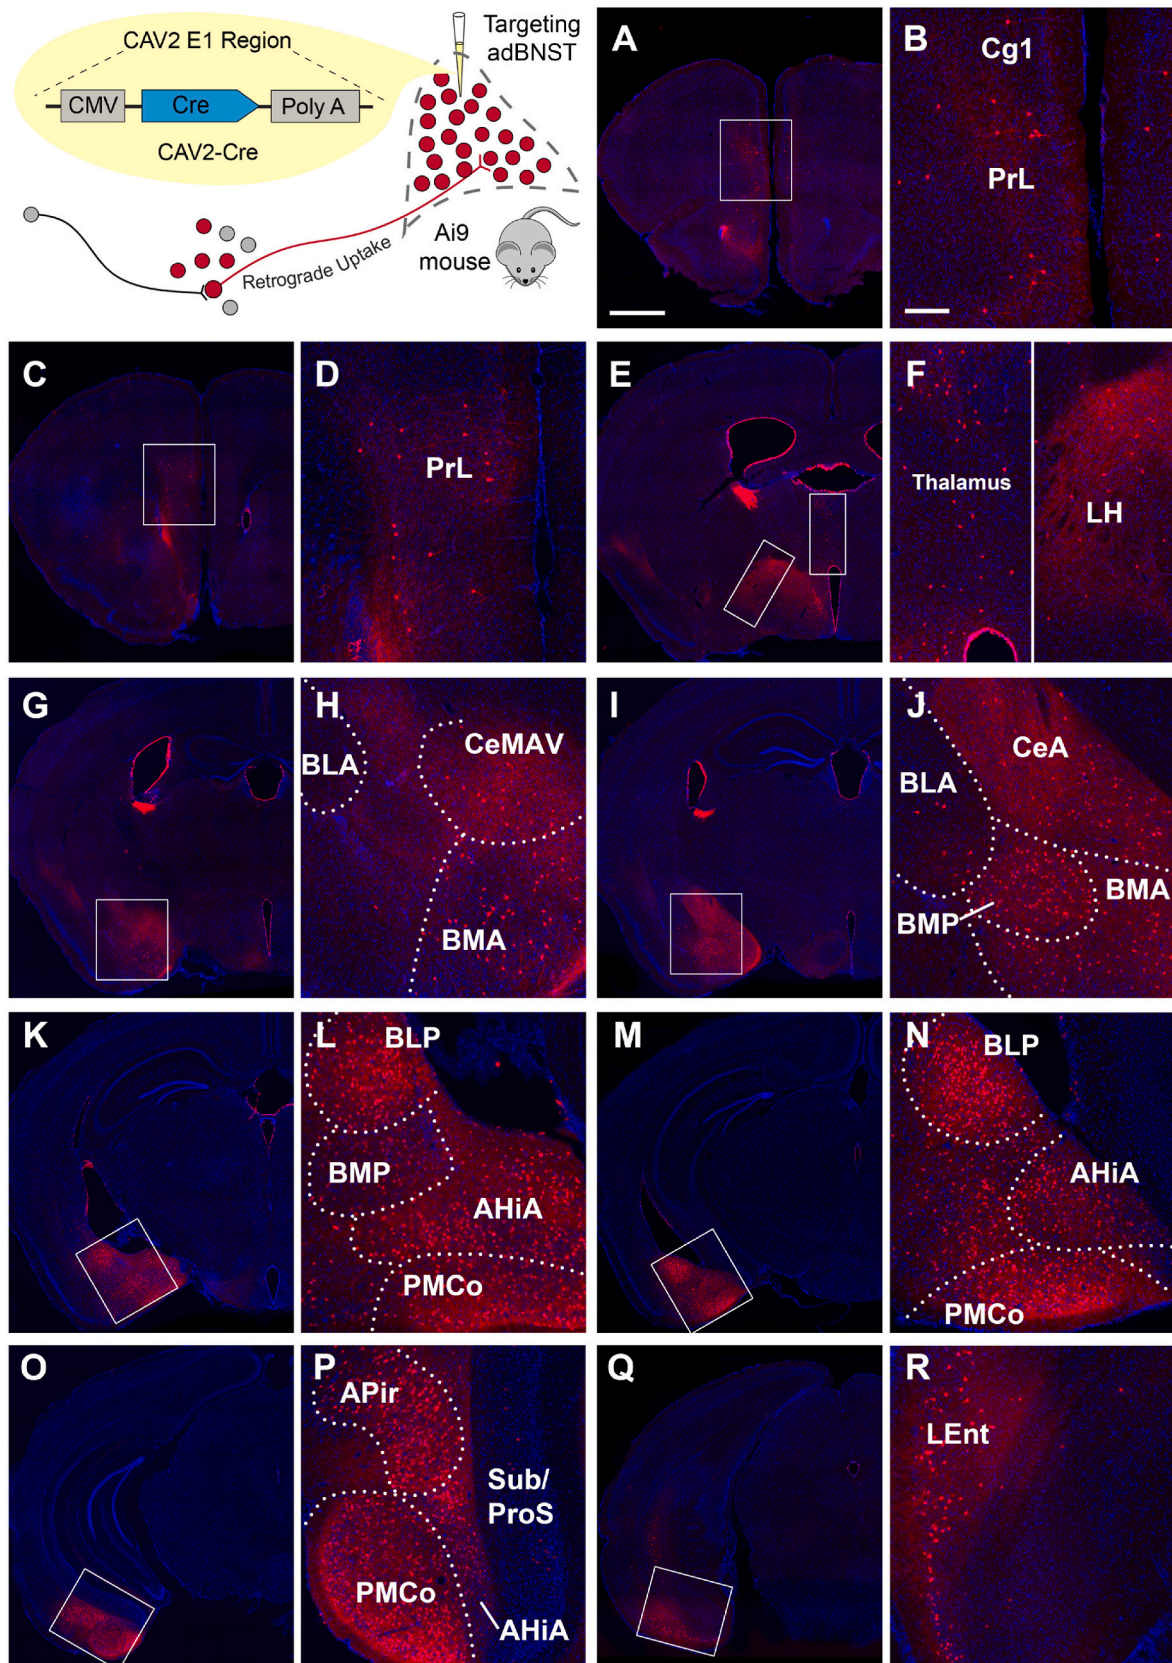 CAV2 E1 Region
CMV
Cre
Poly A
CAV2-Cre
Targeting
adBNST
Retrograde Uptake
Ai9
mouse
A
B
Cg1
PrL
C
D
PrL
E
F
Thalamus
LH
G
H
BLA
CeMAV
BMA
I
J
CeA
BLA
BMA
BMP
K
L
BLP
BMP
AHiA
PMCo
M
N
BLP
AHiA
PMCo
O
P
APir
Sub/
ProS
PMCo
AHiA
Q
R
LEnt